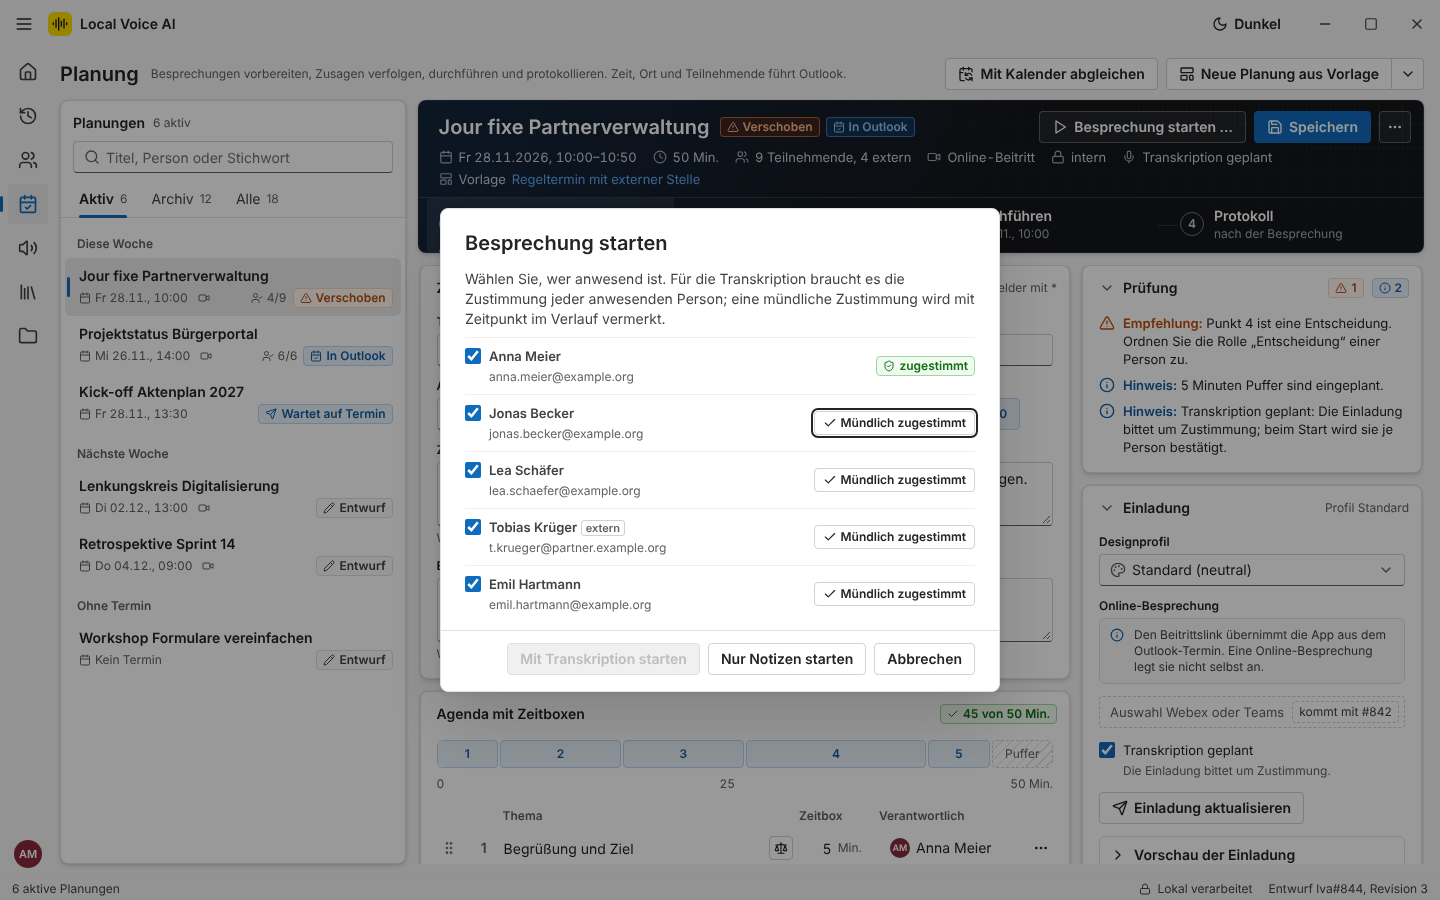 Local Voice AI
Dunkel
Planung
Besprechungen vorbereiten, Zusagen verfolgen, durchführen und protokollieren. Zeit, Ort und Teilnehmende führt Outlook.
Mit Kalender abgleichen
Neue Planung aus Vorlage
Planungen 6 aktiv
Titel, Person oder Stichwort
Aktiv 6 Archiv 12 Alle 18
Diese Woche
Jour fixe Partnerverwaltung
Fr 28.11., 10:00 4/9 Verschoben
Projektstatus Bürgerportal
Mi 26.11., 14:00 6/6 In Outlook
Kick-off Aktenplan 2027
Fr 28.11., 13:30 Wartet auf Termin
Nächste Woche
Lenkungskreis Digitalisierung
Di 02.12., 13:00 Entwurf
Retrospektive Sprint 14
Do 04.12., 09:00 Entwurf
Ohne Termin
Workshop Formulare vereinfachen
Kein Termin Entwurf
AM
Jour fixe Partnerverwaltung Verschoben In Outlook
Besprechung starten ... Speichern
Fr 28.11.2026, 10:00–10:50 50 Min. 9 Teilnehmende, 4 extern Online-Beitritt intern Transkription geplant
Vorlage Regeltermin mit externer Stelle
hführen
11., 10:00
4 Protokoll
nach der Besprechung
elder mit *
gen.
Besprechung starten
Wählen Sie, wer anwesend ist. Für die Transkription braucht es die
Zustimmung jeder anwesenden Person; eine mündliche Zustimmung wird mit
Zeitpunkt im Verlauf vermerkt.
Anna Meier
anna.meier@example.org
zugestimmt
Jonas Becker
jonas.becker@example.org
Mündlich zugestimmt
Lea Schäfer
lea.schaefer@example.org
Mündlich zugestimmt
Tobias Krüger extern
t.krueger@partner.example.org
Mündlich zugestimmt
Emil Hartmann
emil.hartmann@example.org
Mündlich zugestimmt
Mit Transkription starten Nur Notizen starten Abbrechen
Agenda mit Zeitboxen 45 von 50 Min.
1 2 3 4 5 Puffer
0 25 50 Min.
Thema Zeitbox Verantwortlich
1 Begrüßung und Ziel 5 Min. AM Anna Meier
Prüfung 1 2
Empfehlung: Punkt 4 ist eine Entscheidung.
Ordnen Sie die Rolle „Entscheidung“ einer
Person zu.
Hinweis: 5 Minuten Puffer sind eingeplant.
Hinweis: Transkription geplant: Die Einladung
bittet um Zustimmung; beim Start wird sie je
Person bestätigt.
Einladung Profil Standard
Designprofil
Standard (neutral)
Online-Besprechung
Den Beitrittslink übernimmt die App aus dem
Outlook-Termin. Eine Online-Besprechung
legt sie nicht selbst an.
Auswahl Webex oder Teams kommt mit #842
Transkription geplant
Die Einladung bittet um Zustimmung.
Einladung aktualisieren
Vorschau der Einladung
6 aktive Planungen
Lokal verarbeitet Entwurf lva#844, Revision 3